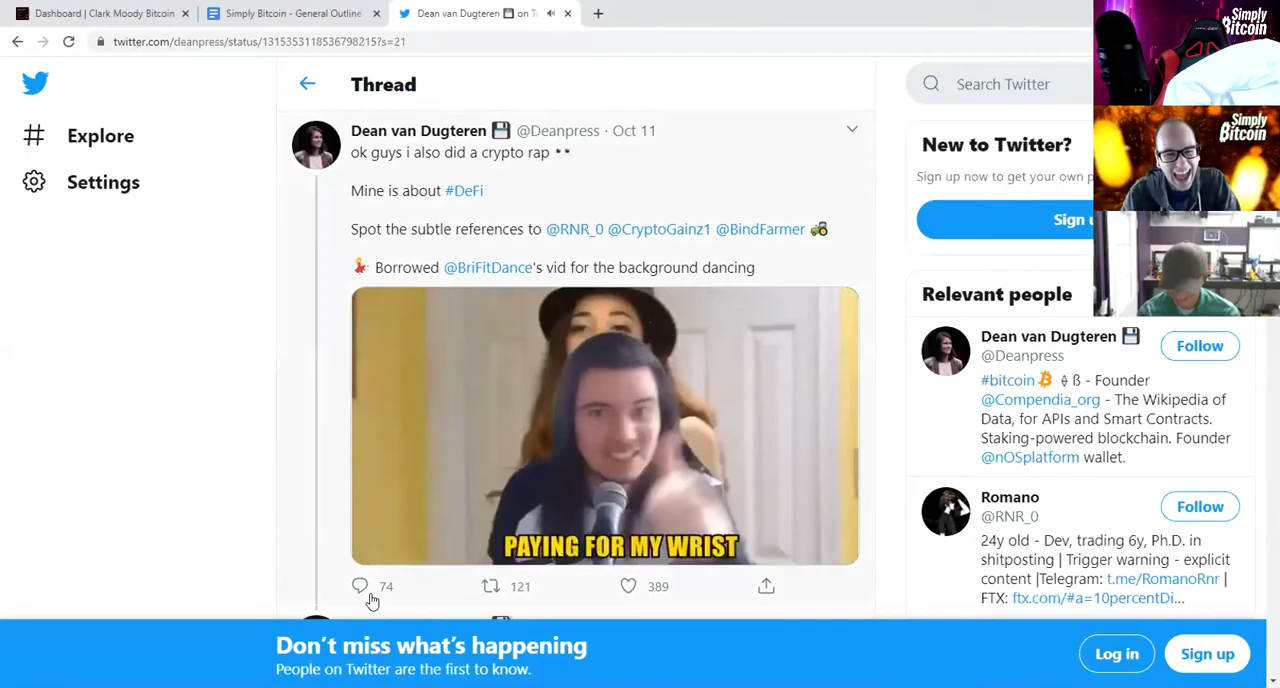 Dashboard | Clark Moody Bitcoin
Simply Bitcoin - General Outline
Dean van Dugteren 💾 on Tw
twitter.com/deanpress/status/1315353118536798215?s=21
Simply
Bitcoin
Simply
Bitcoin
Explore
Settings
Thread
Dean van Dugteren 💾 @Deanpress · Oct 11
ok guys i also did a crypto rap 👀
Mine is about #DeFi
Spot the subtle references to @RNR_0 @CryptoGainz1 @BindFarmer 🚜
💃 Borrowed @BriFitDance's vid for the background dancing
PAYING FOR MY WRIST
74
121
389
Search Twitter
New to Twitter?
Sign up now to get your own
Sign
Relevant people
Dean van Dugteren 💾
@Deanpress
Follow
#bitcoin ⟠ ß - Founder
@Compendia_org - The Wikipedia of
Data, for APIs and Smart Contracts.
Staking-powered blockchain. Founder
@nOSplatform wallet.
Romano
@RNR_0
Follow
24y old - Dev, trading 6y, Ph.D. in
shitposting | Trigger warning - explicit
content |Telegram: t.me/RomanoRnr |
FTX: ftx.com/#a=10percentDi...
Don't miss what's happening
People on Twitter are the first to know.
Log in
Sign up